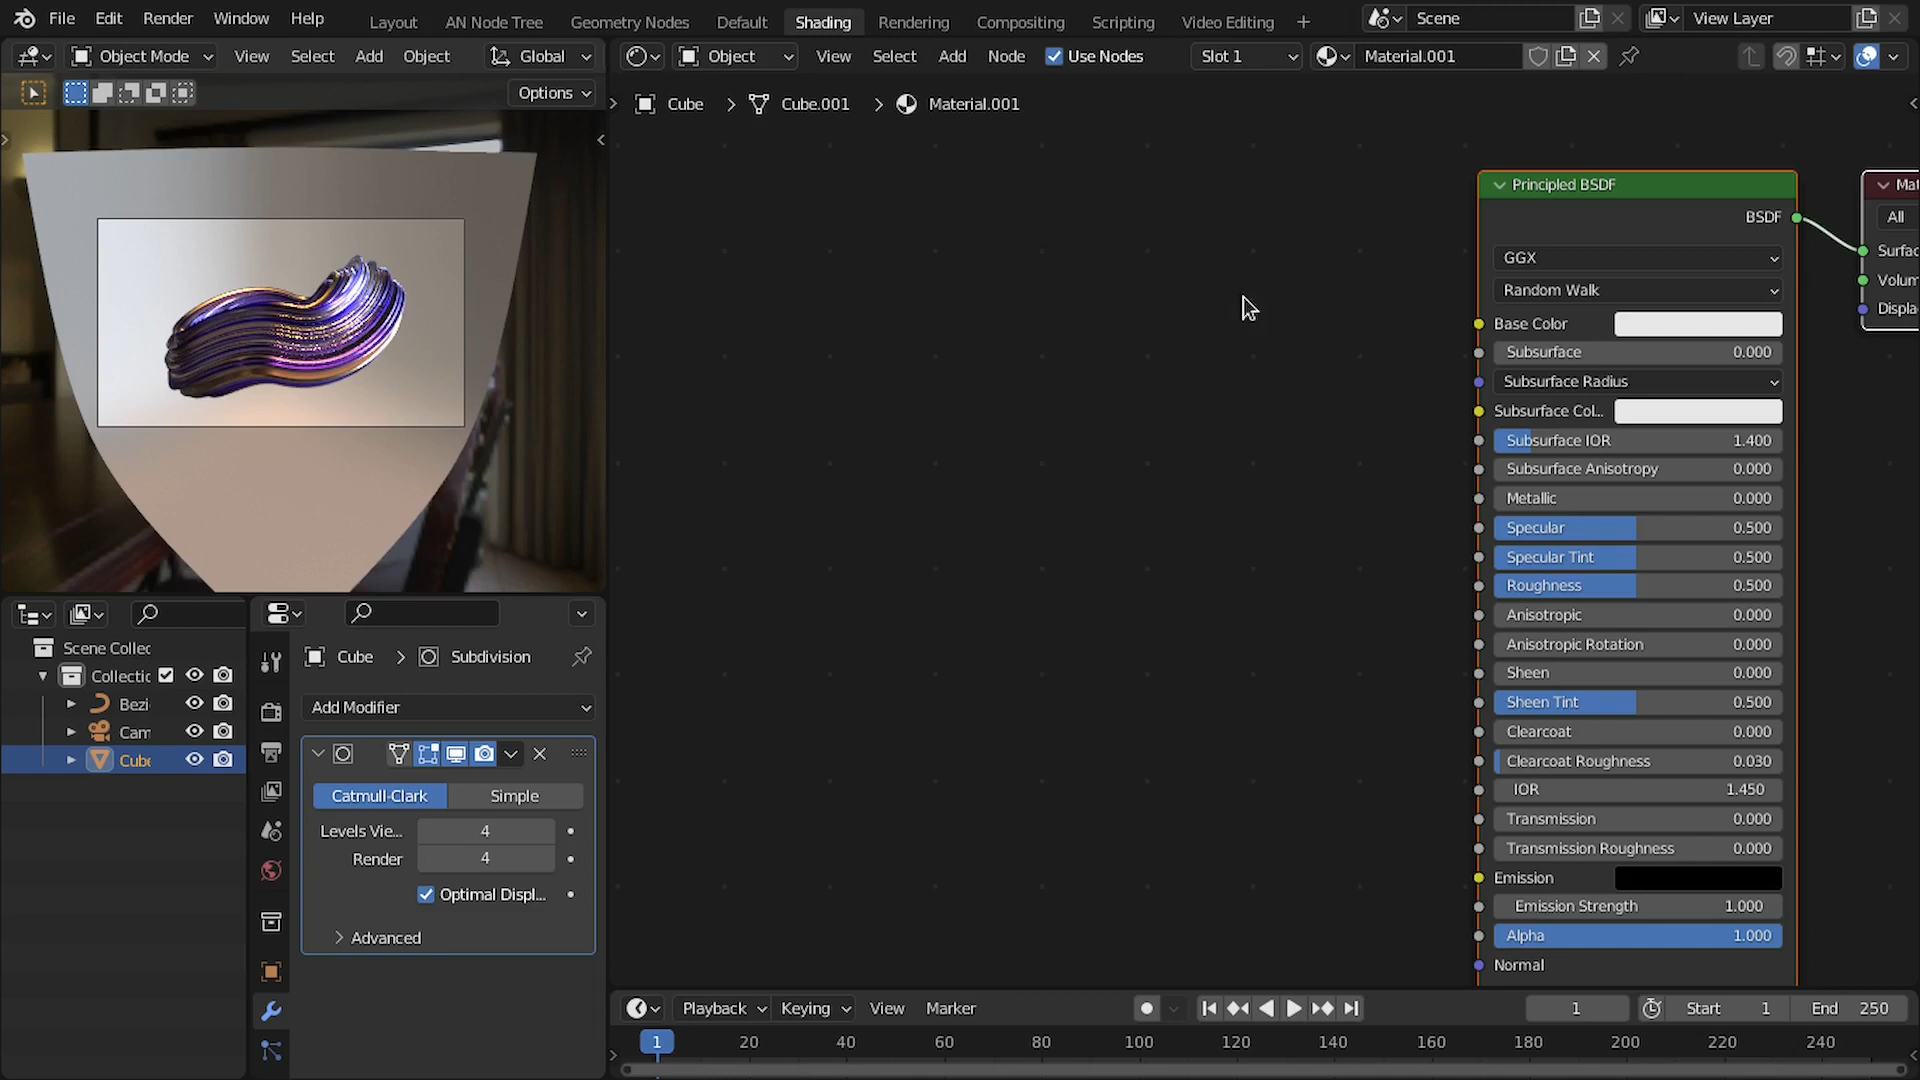 File Edit Render Window Help Layout AN Node Tree Geometry Nodes Default Shading Rendering Compositing Scripting Video Editing + Scene View Layer
Object Mode View Select Add Object Global Object View Select Add Node Use Nodes Slot 1 Material.001
Options
Cube > Cube.001 > Material.001
Principled BSDF
BSDF
GGX
Random Walk
Base Color
Subsurface 0.000
Subsurface Radius
Subsurface Col...
Subsurface IOR 1.400
Subsurface Anisotropy 0.000
Metallic 0.000
Specular 0.500
Specular Tint 0.500
Roughness 0.500
Anisotropic 0.000
Anisotropic Rotation 0.000
Sheen 0.000
Sheen Tint 0.500
Clearcoat 0.000
Clearcoat Roughness 0.030
IOR 1.450
Transmission 0.000
Transmission Roughness 0.000
Emission
Emission Strength 1.000
Alpha 1.000
Normal
Mat
All
Surfac
Volum
Displa
Scene Collec
Collectic
Bezi
Cam
Cube
Cube > Subdivision
Add Modifier
Catmull-Clark Simple
Levels Vie... 4
Render 4
Optimal Displ...
Advanced
Playback Keying View Marker 1 Start 1 End 250
1 20 40 60 80 100 120 140 160 180 200 220 240